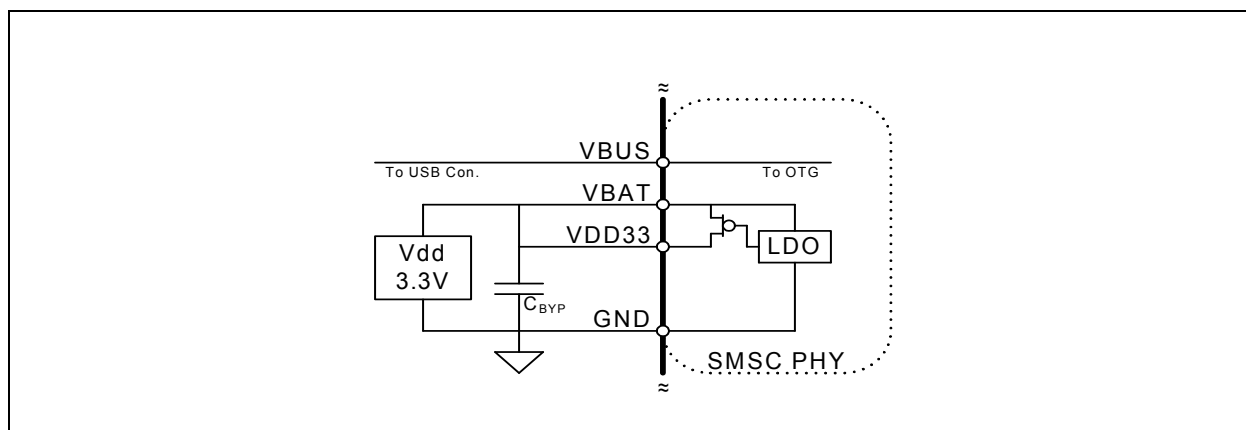 VBUS
To USB Con.
To OTG
VBAT
VDD33
Vdd
3.3V
LDO
CBYP
GND
SMSC PHY